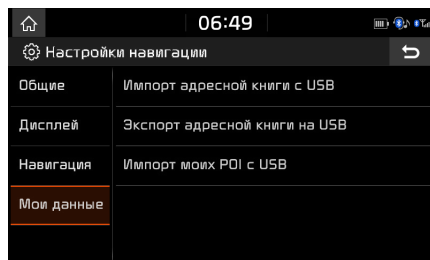 06:49
Настройки навигации
Общие
Импорт адресной книги с USB
Дисплей
Экспорт адресной книги на USB
Навигация
Импорт моих POI с USB
Мои данные